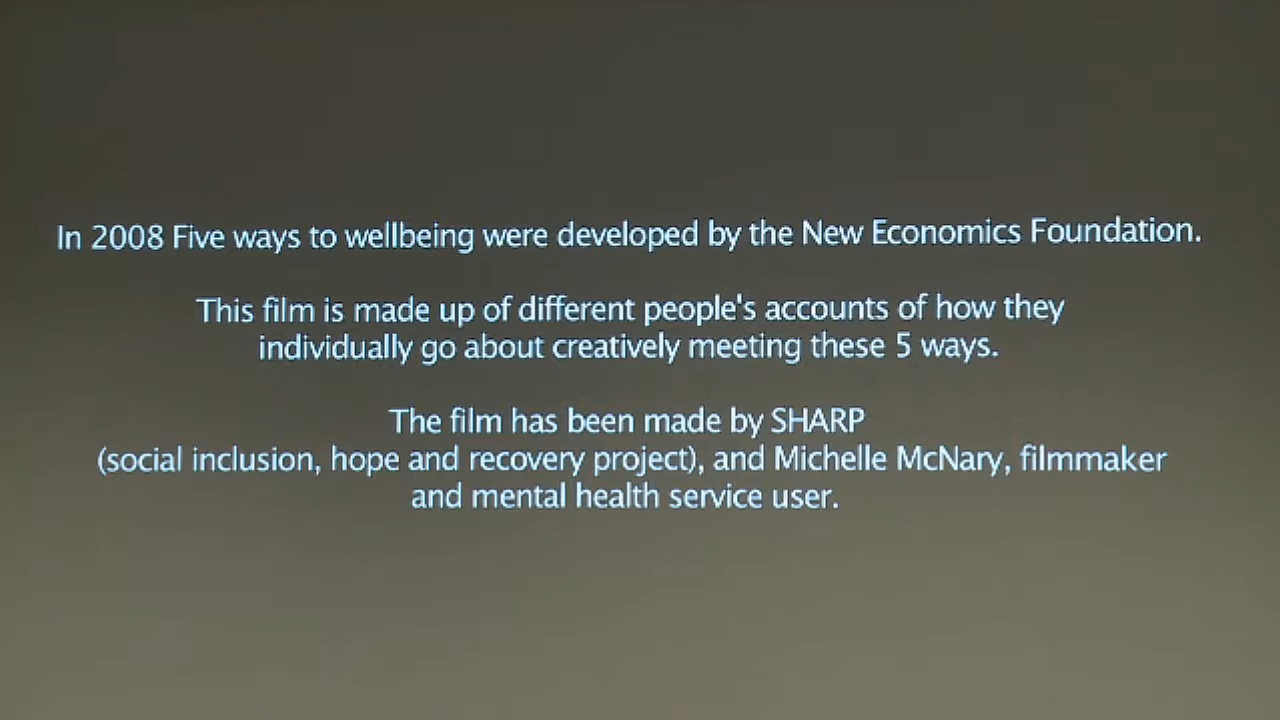 In 2008 Five ways to wellbeing were developed by the New Economics Foundation.
This film is made up of different people's accounts of how they
individually go about creatively meeting these 5 ways.
The film has been made by SHARP
(social inclusion, hope and recovery project), and Michelle McNary, filmmaker
and mental health service user.